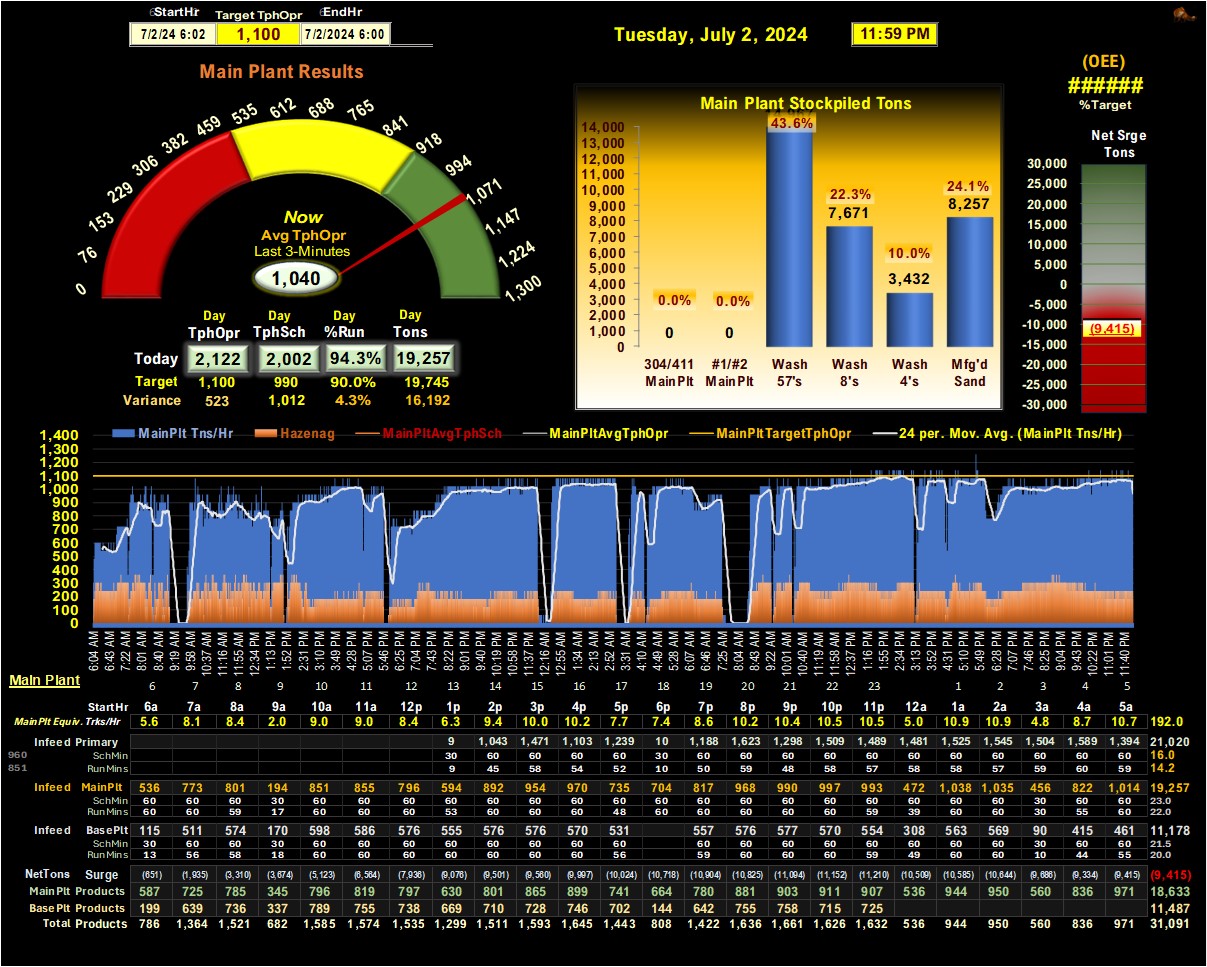 StartHr Target TphOpr EndHr
7/2/24 6:02 1,100 7/2/2024 6:00
Tuesday, July 2, 2024 11:59 PM
Main Plant Results
0 76 153 229 306 382 459 535 612 688 765 841 918 994 1,071 1,147 1,224 1,300
Now
Avg TphOpr
Last 3-Minutes
1,040
Day Day Day Day
TphOpr TphSch %Run Tons
Today 2,122 2,002 94.3% 19,257
Target 1,100 990 90.0% 19,745
Variance 523 1,012 4.3% 16,192
Main Plant Stockpiled Tons
14,000
13,000
12,000
11,000
10,000
9,000
8,000
7,000
6,000
5,000
4,000
3,000
2,000
1,000
0
0.0% 0.0% 43.6% 22.3% 10.0% 24.1%
0 0 7,671 3,432 8,257
304/411 #1/#2 Wash Wash Wash Mfg'd
MainPlt MainPlt 57's 8's 4's Sand
(OEE)
######
%Target
Net Srge
Tons
30,000
25,000
20,000
15,000
10,000
5,000
0
-5,000
-10,000
-15,000
-20,000
-25,000
-30,000
(9,415)
MainPlt Tns/Hr Hazenag MainPltAvgTphSch MainPltAvgTphOpr MainPltTargetTphOpr 24 per. Mov. Avg. (MainPlt Tns/Hr)
1,400
1,300
1,200
1,100
1,000
900
800
700
600
500
400
300
200
100
0
6:04 AM 6:43 AM 7:22 AM 8:01 AM 8:40 AM 9:19 AM 9:58 AM 10:37 AM 11:16 AM 11:55 AM 12:34 PM 1:13 PM 1:52 PM 2:31 PM 3:10 PM 3:49 PM 4:28 PM 5:07 PM 5:46 PM 6:25 PM 7:04 PM 7:43 PM 8:22 PM 9:01 PM 9:40 PM 10:19 PM 10:58 PM 11:37 PM 12:16 AM 12:55 AM 1:34 AM 2:13 AM 2:52 AM 3:31 AM 4:10 AM 4:49 AM 5:28 AM 6:07 AM 6:46 AM 7:25 AM 8:04 AM 8:43 AM 9:22 AM 10:01 AM 10:40 AM 11:19 AM 11:58 AM 12:37 PM 1:16 PM 1:55 PM 2:34 PM 3:13 PM 3:52 PM 4:31 PM 5:10 PM 5:49 PM 6:28 PM 7:07 PM 7:46 PM 8:25 PM 9:04 PM 9:43 PM 10:22 PM 11:01 PM 11:40 PM
Main Plant
6 7 8 9 10 11 12 13 14 15 16 17 18 19 20 21 22 23 1 2 3 4 5
StartHr 6a 7a 8a 9a 10a 11a 12p 1p 2p 3p 4p 5p 6p 7p 8p 9p 10p 11p 12a 1a 2a 3a 4a 5a
MainPlt Equiv. Trks/Hr 5.6 8.1 8.4 2.0 9.0 9.0 8.4 6.3 9.4 10.0 10.2 7.7 7.4 8.6 10.2 10.4 10.5 10.5 5.0 10.9 10.9 4.8 8.7 10.7 192.0
Infeed Primary 9 1,043 1,471 1,103 1,239 10 1,188 1,623 1,298 1,509 1,489 1,481 1,525 1,545 1,504 1,589 1,394 21,020
960 SchMin 30 60 60 60 60 30 60 60 60 60 60 60 60 60 60 60 60 16.0
851 RunMins 9 45 58 54 52 10 50 59 48 58 57 58 58 57 59 60 59 14.2
Infeed MainPlt 536 773 801 194 851 855 796 594 892 954 970 735 704 817 968 990 997 993 472 1,038 1,035 456 822 1,014 19,257
SchMin 60 60 60 30 60 60 60 60 60 60 60 60 60 60 60 60 60 60 60 60 60 30 60 60 23.0
RunMins 60 60 59 17 60 60 60 53 60 60 60 48 60 60 60 60 60 59 39 60 60 30 55 60 22.0
Infeed BasePlt 115 511 574 170 598 586 576 555 576 576 570 531 557 576 577 570 554 308 563 569 90 415 461 11,178
SchMin 30 60 60 30 60 60 60 60 60 60 60 60 60 60 60 60 60 60 60 60 30 60 60 21.5
RunMins 13 56 58 18 60 60 60 60 60 60 60 56 59 60 60 60 59 49 60 60 10 44 55 20.0
NetTons Surge (651) (1,935) (3,310) (3,674) (5,123) (6,564) (7,936) (9,076) (9,501) (9,560) (9,997) (10,024) (10,718) (10,904) (10,825) (11,094) (11,152) (11,210) (10,509) (10,585) (10,644) (9,686) (9,334) (9,415) (9,415)
MainPlt Products 587 725 785 345 796 819 797 630 801 865 899 741 664 780 881 903 911 907 536 944 950 560 836 971 18,633
BasePlt Products 199 639 736 337 789 755 738 669 710 728 746 702 144 642 755 758 715 725 11,487
Total Products 786 1,364 1,521 682 1,585 1,574 1,535 1,299 1,511 1,593 1,645 1,443 808 1,422 1,636 1,661 1,626 1,632 536 944 950 560 836 971 31,091